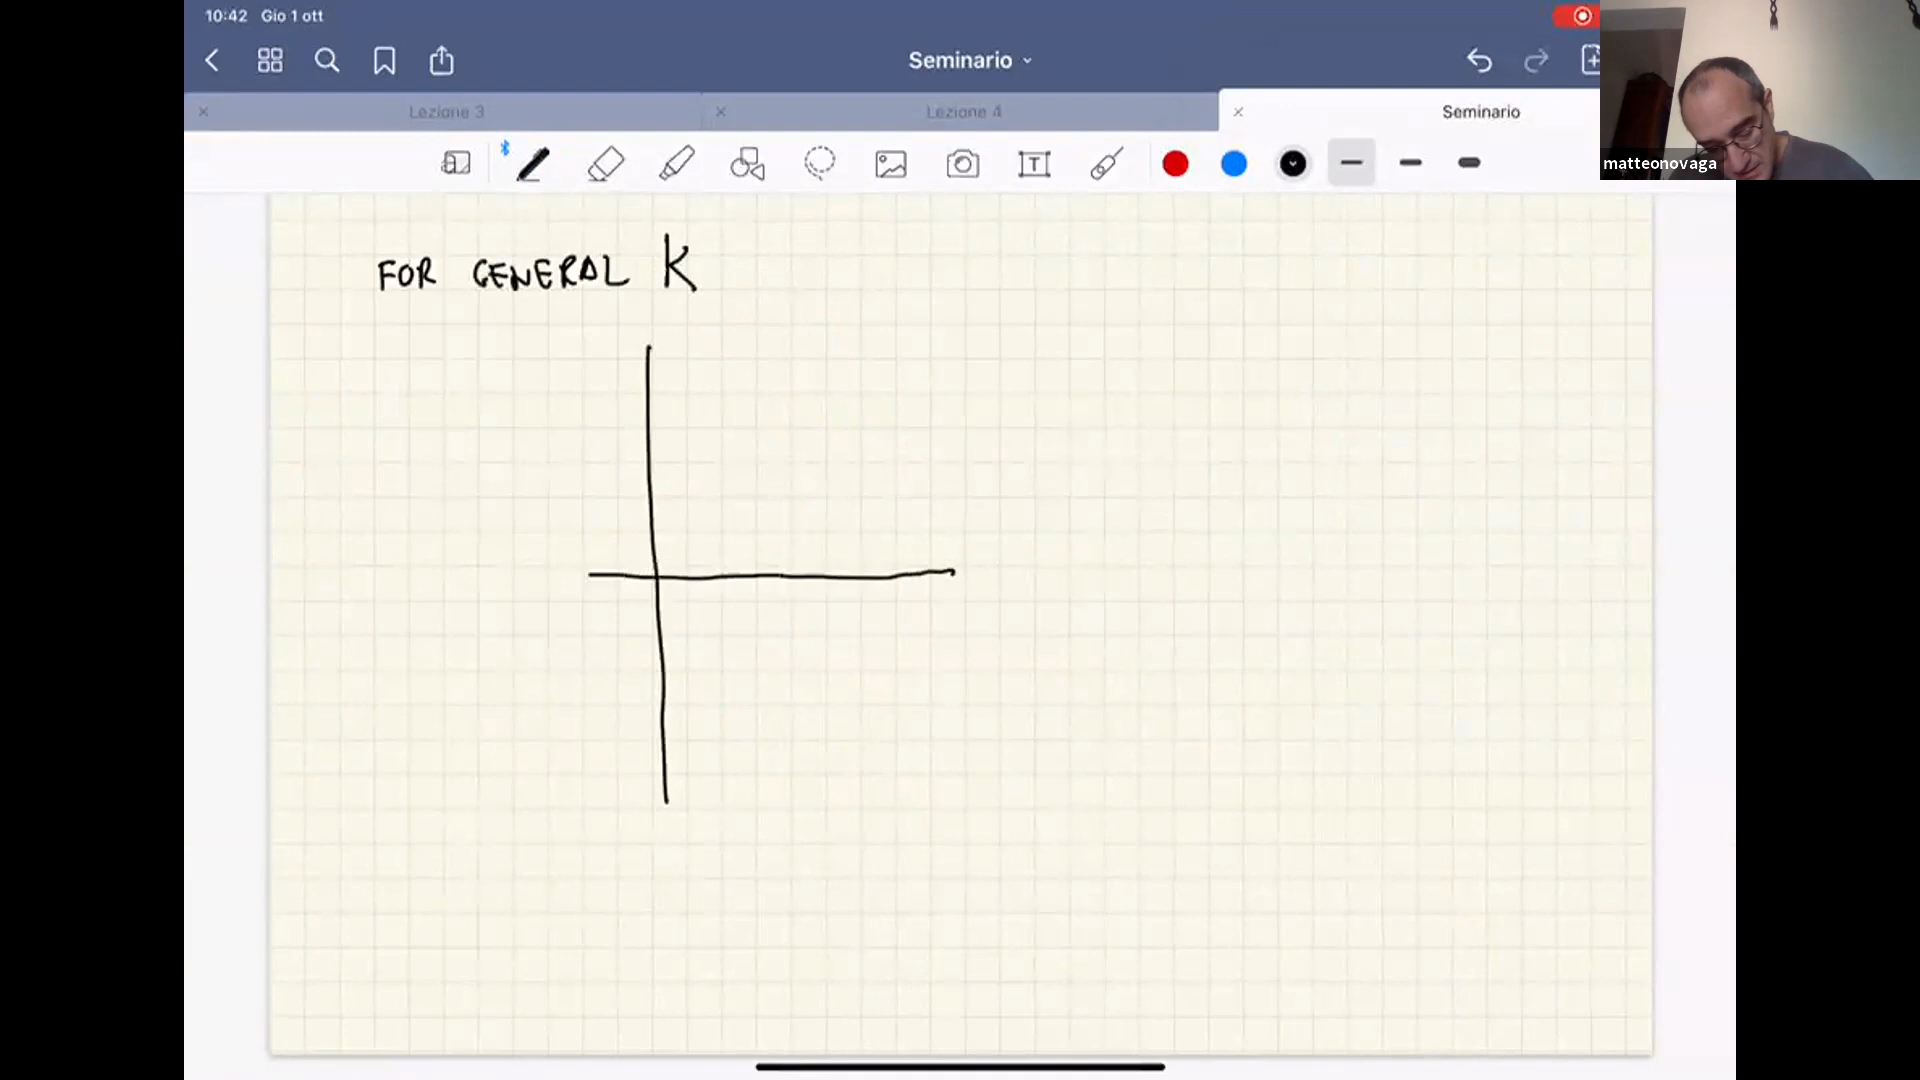 10:42 Gio 1 ott
Seminario
Lezione 3
Lezione 4
Seminario
T
matteonovaga
FOR GENERAL K